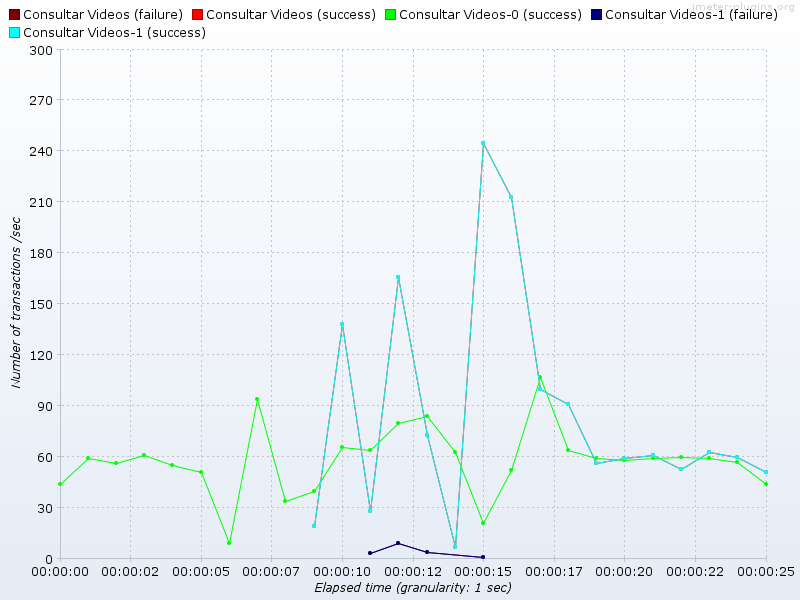 jmeter-plugins.org
Consultar Videos (failure) Consultar Videos (success) Consultar Videos-0 (success) Consultar Videos-1 (failure)
Consultar Videos-1 (success)
300
270
240
210
180
150
120
90
60
30
0
Number of transactions /sec
00:00:00 00:00:02 00:00:05 00:00:07 00:00:10 00:00:12 00:00:15 00:00:17 00:00:20 00:00:22 00:00:25
Elapsed time (granularity: 1 sec)